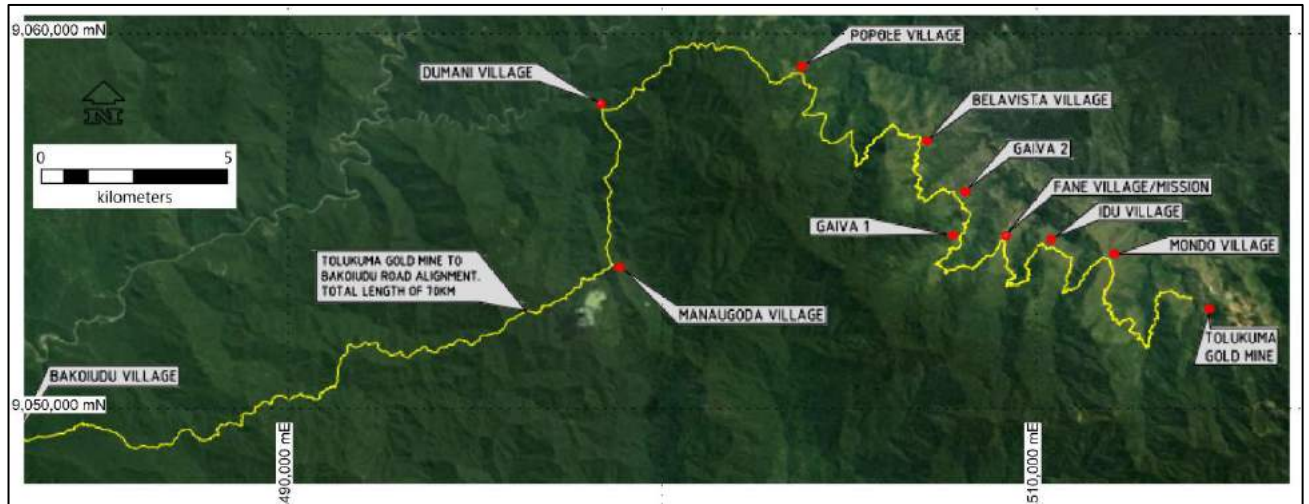 9.060,000 mN
POPOLE VILLAGE
DUMANI VILLAGE
N
BELAVISTA VILLAGE
0 5
kilometers
GAIVA 2
FANE VILLAGE/MISSION
IDU VILLAGE
GAIVA 1
MONDO VILLAGE
TOLUKUMA GOLD MINE TO
BAKOIUDU ROAD ALIGNMENT.
TOTAL LENGTH OF 70KM
MANAUGODA VILLAGE
TOLUKUMA
GOLD MINE
BAKOIUDU VILLAGE
9.050,000 mN
490,000 mE
510,000 mE